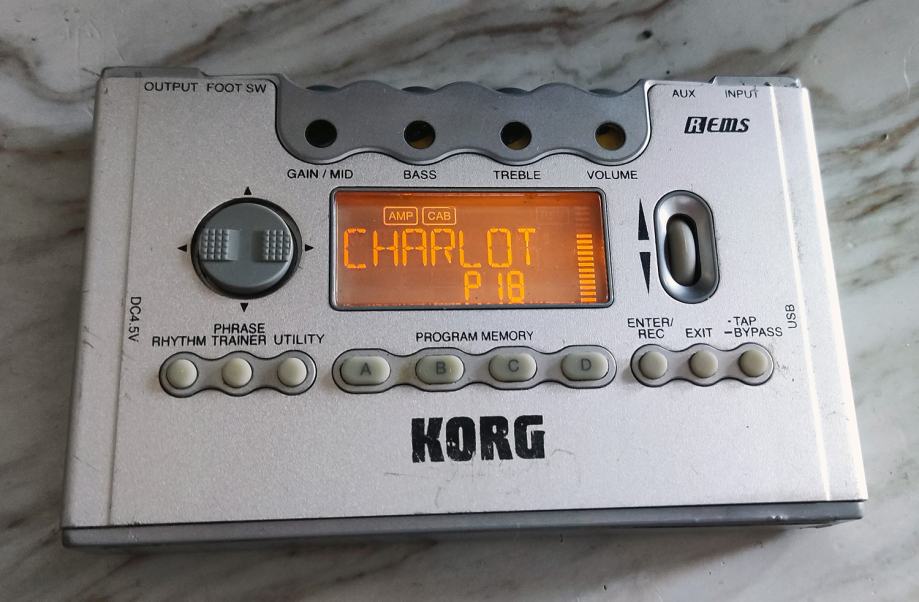 OUTPUT FOOT SW
AUX INPUT
REMS
GAIN / MID BASS TREBLE VOLUME
AMP CAB
CHARLOT
P18
DC4.5V
USB
RHYTHM PHRASE TRAINER UTILITY
PROGRAM MEMORY
ENTER/REC EXIT -TAP —BYPASS
A B C D
KORG